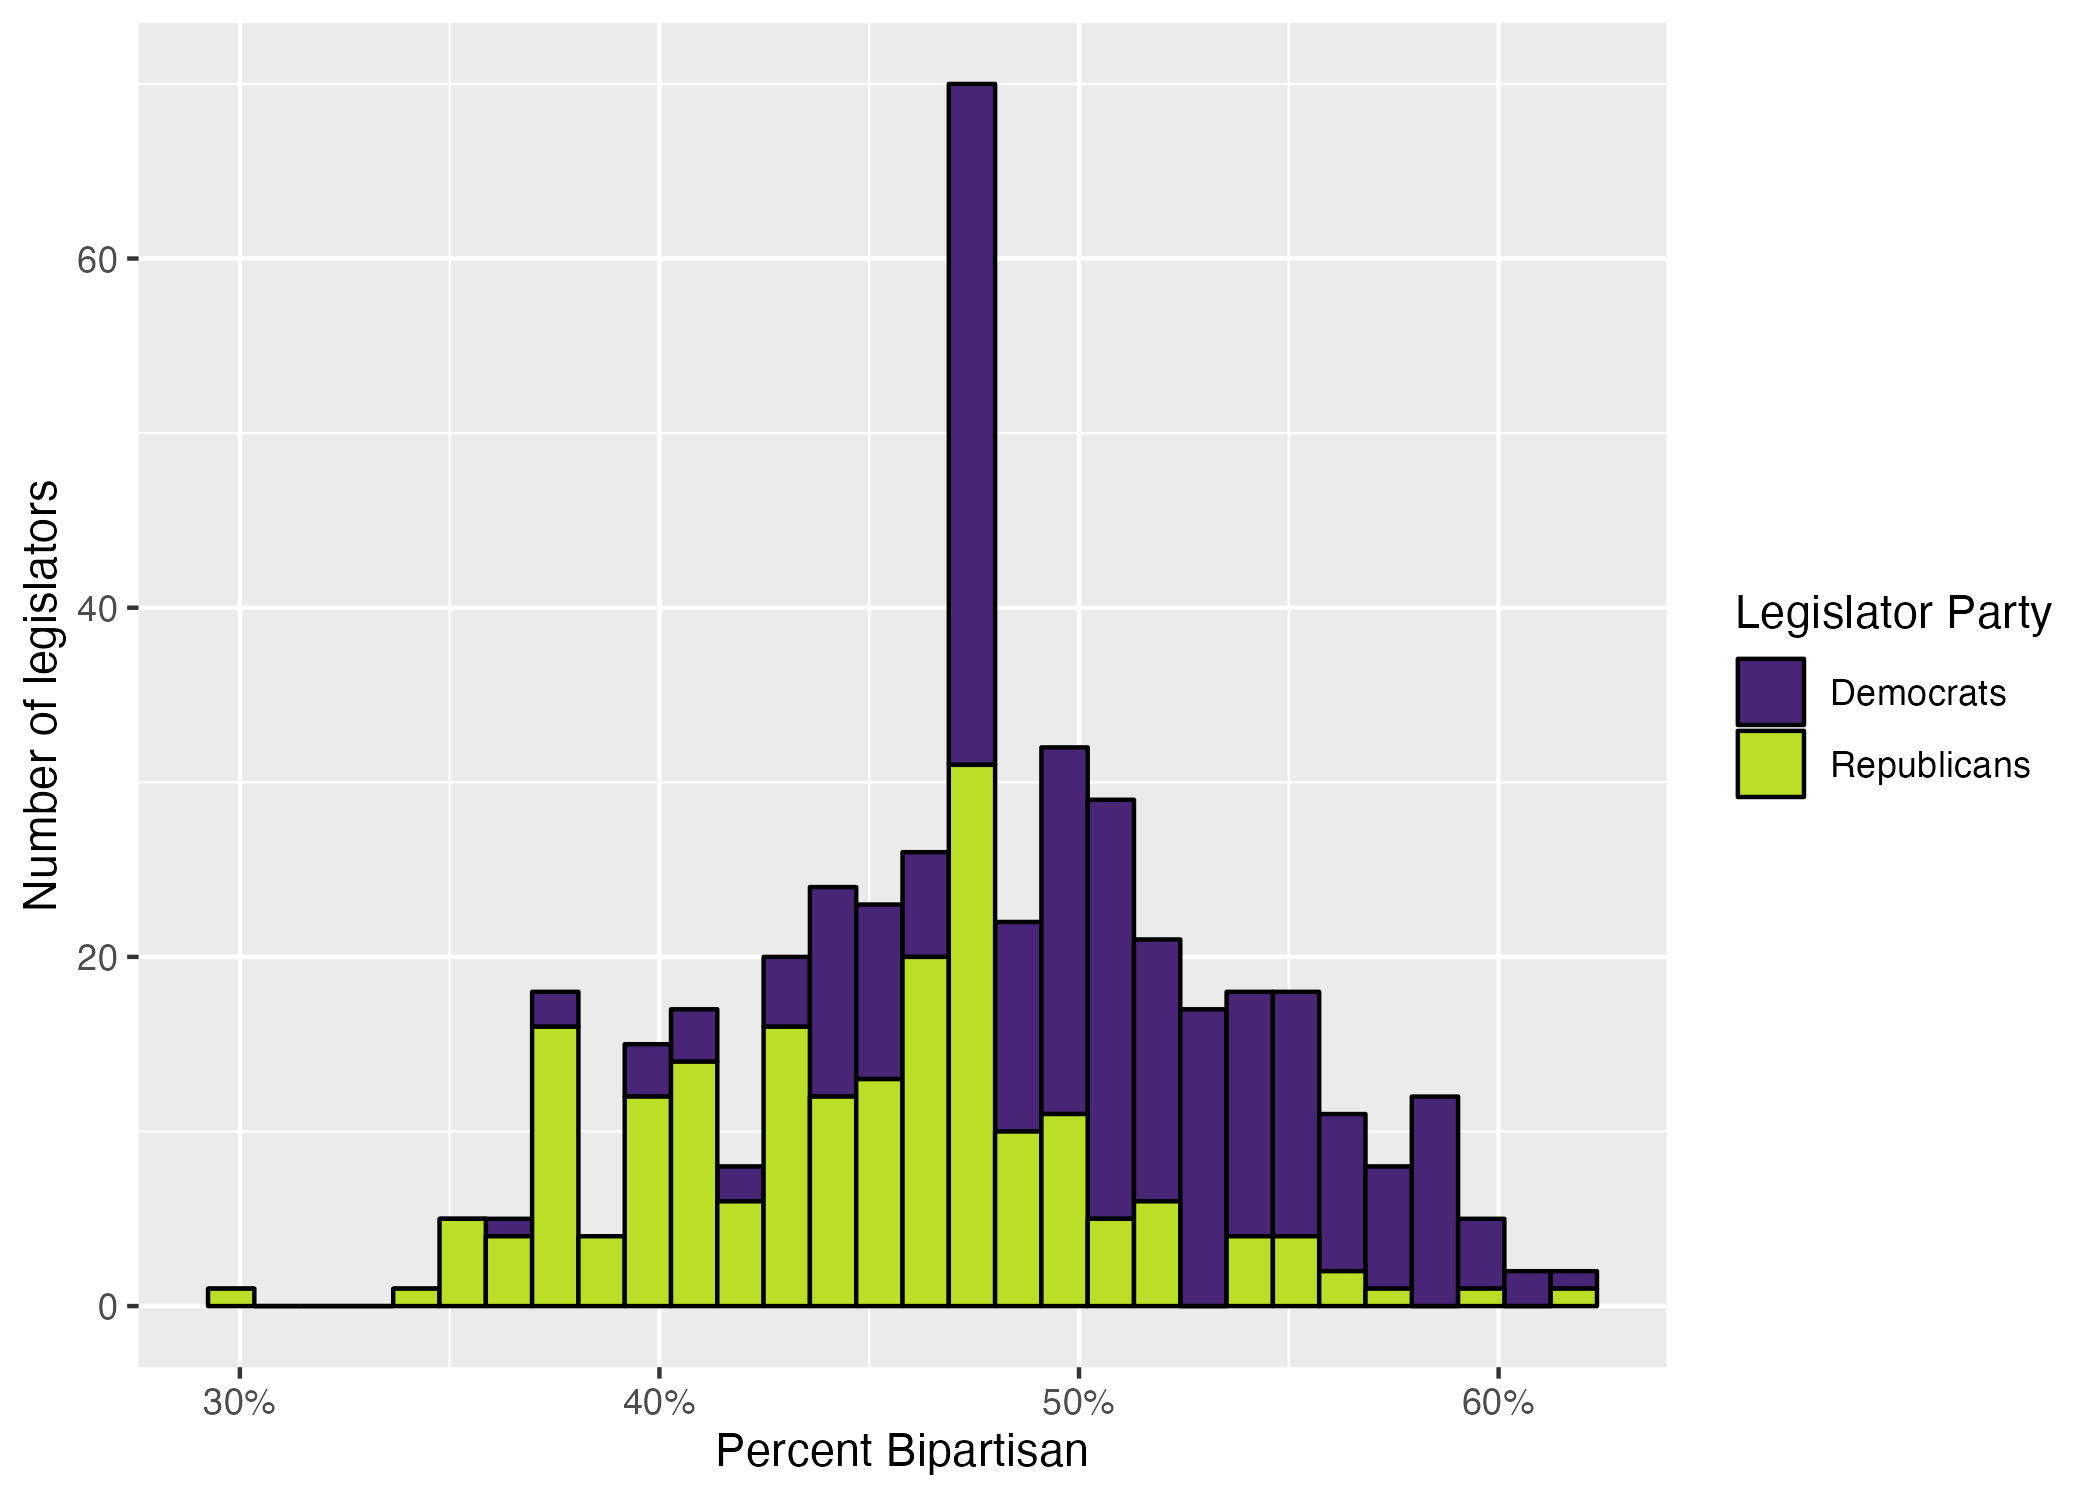 60
40
20
0
30%
40%
50%
60%
Percent Bipartisan
Number of legislators
Legislator Party
Democrats
Republicans